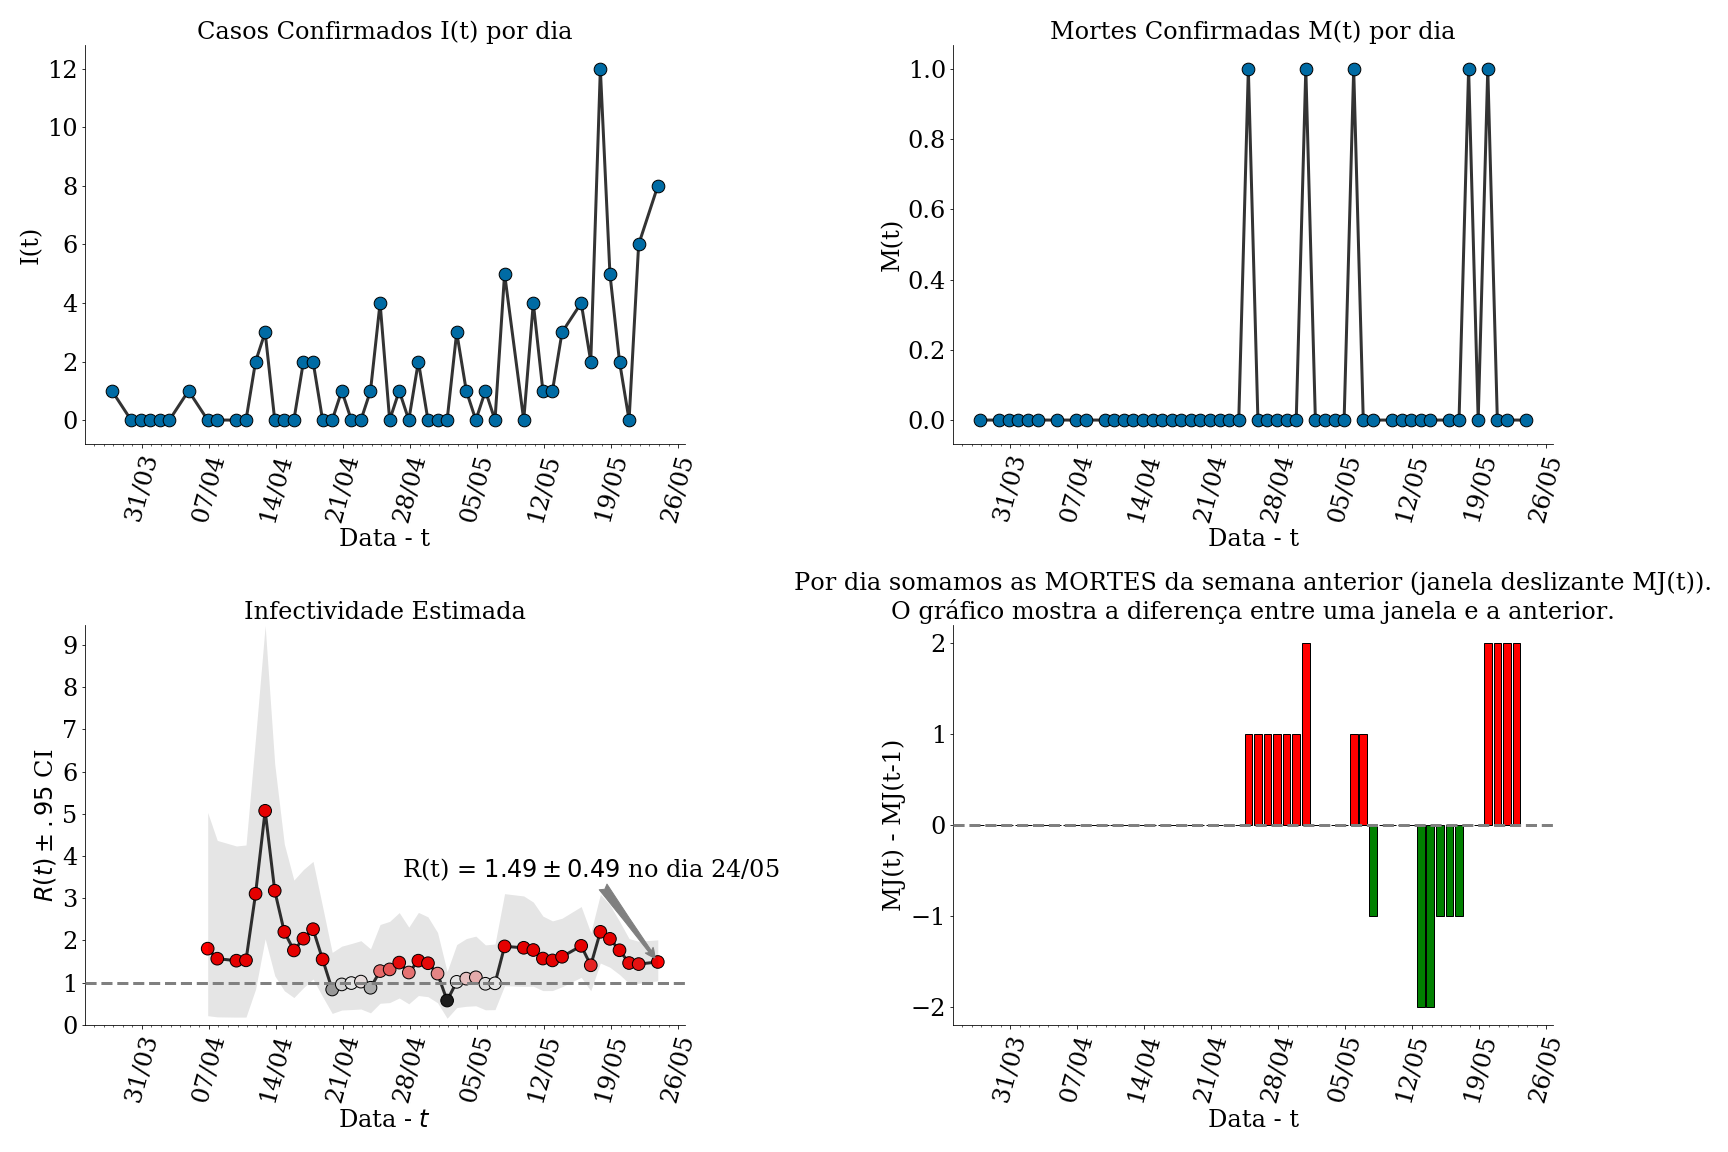 Casos Confirmados I(t) por dia
I(t)
12
10
8
6
4
2
0
31/03 07/04 14/04 21/04 28/04 05/05 12/05 19/05 26/05
Data - t
Mortes Confirmadas M(t) por dia
M(t)
1.0
0.8
0.6
0.4
0.2
0.0
31/03 07/04 14/04 21/04 28/04 05/05 12/05 19/05 26/05
Data - t
Infectividade Estimada
R(t) ± .95 CI
9
8
7
6
5
4
3
2
1
0
R(t) = 1.49 ± 0.49 no dia 24/05
31/03 07/04 14/04 21/04 28/04 05/05 12/05 19/05 26/05
Data - t
Por dia somamos as MORTES da semana anterior (janela deslizante MJ(t)).
O gráfico mostra a diferença entre uma janela e a anterior.
MJ(t) - MJ(t-1)
2
1
0
−1
−2
31/03 07/04 14/04 21/04 28/04 05/05 12/05 19/05 26/05
Data - t